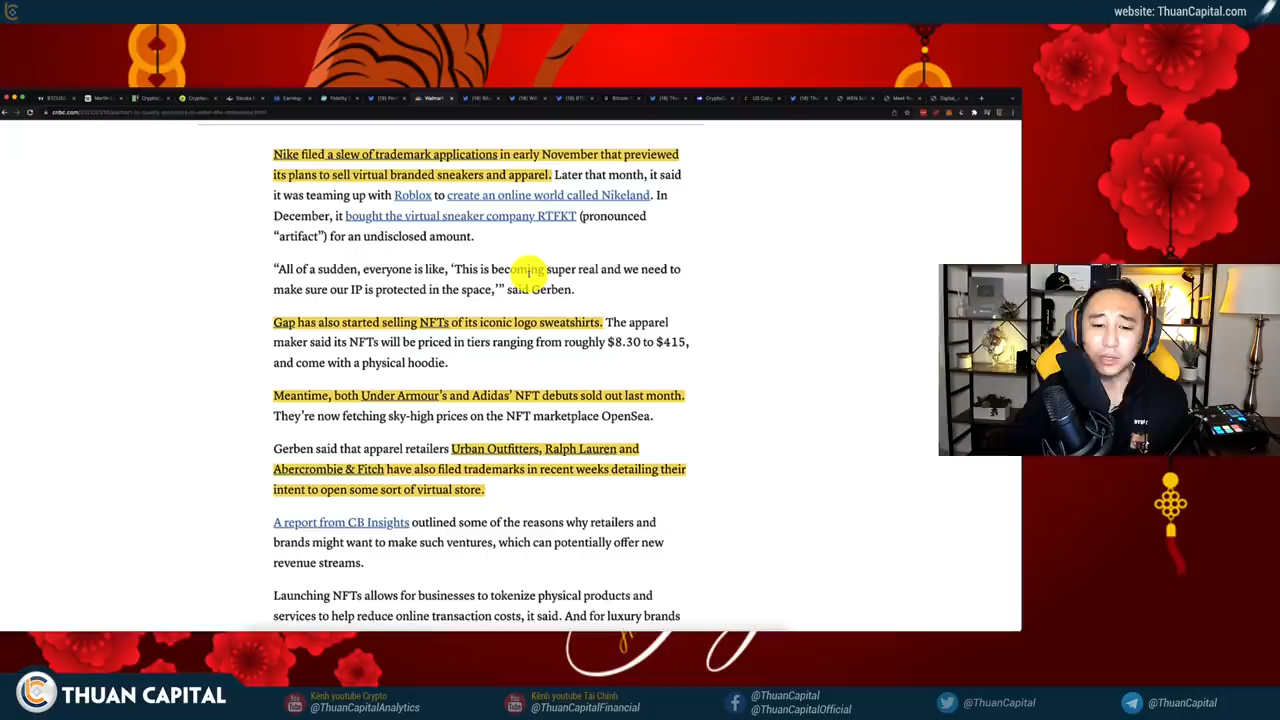 website: ThuanCapital.com
Nike filed a slew of trademark applications in early November that previewed
its plans to sell virtual branded sneakers and apparel. Later that month, it said
it was teaming up with Roblox to create an online world called Nikeland. In
December, it bought the virtual sneaker company RTFKT (pronounced
“artifact”) for an undisclosed amount.
“All of a sudden, everyone is like, ‘This is becoming super real and we need to
make sure our IP is protected in the space,’” said Gerben.
Gap has also started selling NFTs of its iconic logo sweatshirts. The apparel
maker said its NFTs will be priced in tiers ranging from roughly $8.30 to $415,
and come with a physical hoodie.
Meantime, both Under Armour’s and Adidas’ NFT debuts sold out last month.
They’re now fetching sky-high prices on the NFT marketplace OpenSea.
Gerben said that apparel retailers Urban Outfitters, Ralph Lauren and
Abercrombie & Fitch have also filed trademarks in recent weeks detailing their
intent to open some sort of virtual store.
A report from CB Insights outlined some of the reasons why retailers and
brands might want to make such ventures, which can potentially offer new
revenue streams.
Launching NFTs allows for businesses to tokenize physical products and
services to help reduce online transaction costs, it said. And for luxury brands
THUAN CAPITAL
Kênh youtube Crypto
@ThuanCapitalAnalytics
Kênh youtube Tài Chính
@ThuanCapitalFinancial
@ThuanCapital
@ThuanCapitalOfficial
@ThuanCapital
@ThuanCapital